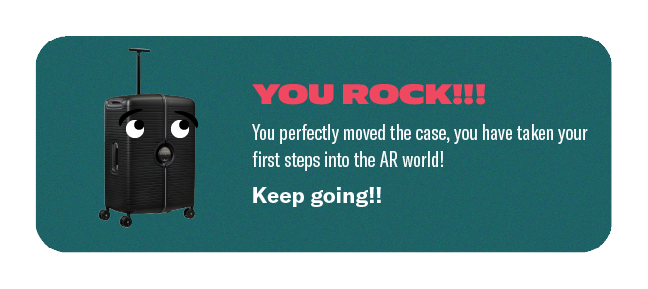 YOU ROCK!!!
You perfectly moved the case, you have taken your
first steps into the AR world!
Keep going!!